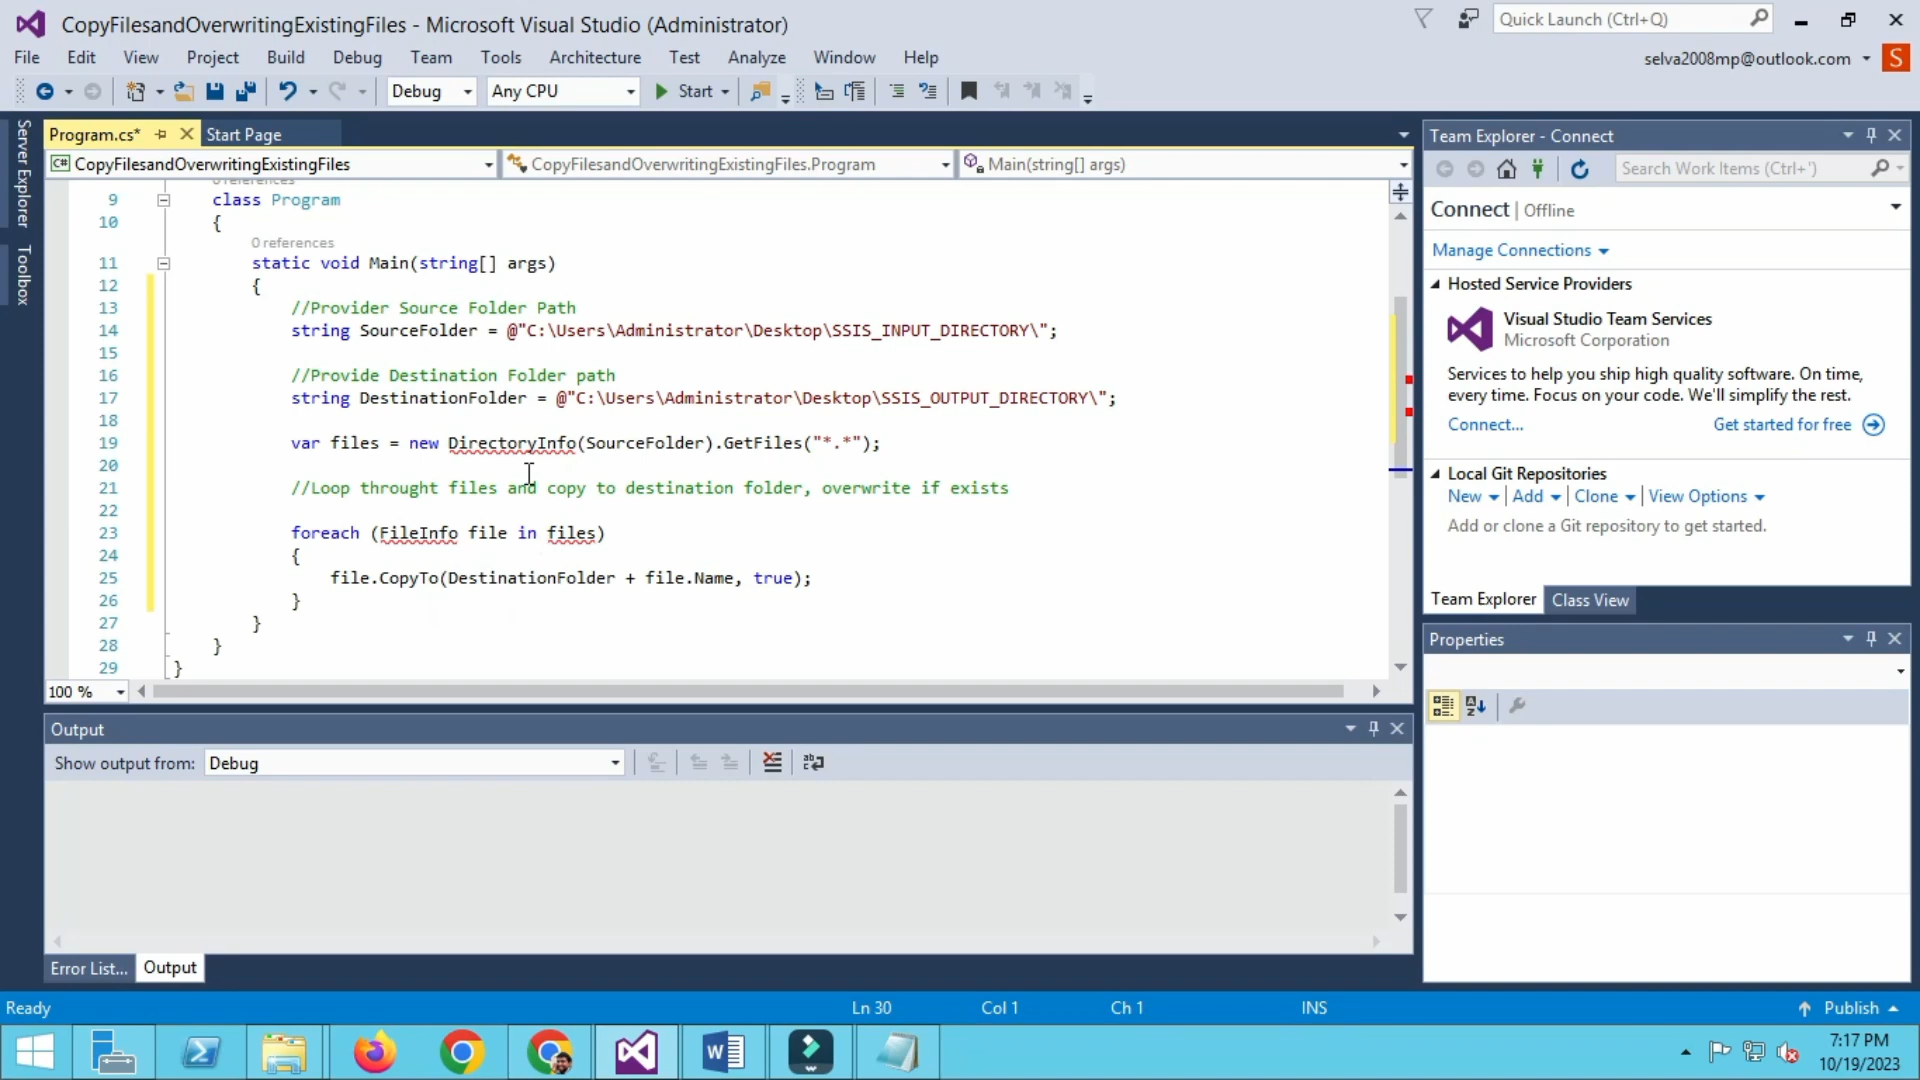 CopyFilesandOverwritingExistingFiles - Microsoft Visual Studio (Administrator)
Quick Launch (Ctrl+Q)
File Edit View Project Build Debug Team Tools Architecture Test Analyze Window Help
selva2008mp@outlook.com
S
Debug Any CPU Start
Server Explorer
Toolbox
Program.cs* Start Page
C# CopyFilesandOverwritingExistingFiles CopyFilesandOverwritingExistingFiles.Program Main(string[] args)
0 references
9 class Program
10 {
0 references
11 static void Main(string[] args)
12 {
13 //Provider Source Folder Path
14 string SourceFolder = @"C:\Users\Administrator\Desktop\SSIS_INPUT_DIRECTORY\";
15
16 //Provide Destination Folder path
17 string DestinationFolder = @"C:\Users\Administrator\Desktop\SSIS_OUTPUT_DIRECTORY\";
18
19 var files = new DirectoryInfo(SourceFolder).GetFiles("*.*");
20
21 //Loop throught files and copy to destination folder, overwrite if exists
22
23 foreach (FileInfo file in files)
24 {
25 file.CopyTo(DestinationFolder + file.Name, true);
26 }
27 }
28 }
29 }
100 %
Output
Show output from: Debug
Error List... Output
Team Explorer - Connect
Search Work Items (Ctrl+')
Connect | Offline
Manage Connections
Hosted Service Providers
Visual Studio Team Services
Microsoft Corporation
Services to help you ship high quality software. On time,
every time. Focus on your code. We'll simplify the rest.
Connect... Get started for free
Local Git Repositories
New | Add | Clone | View Options
Add or clone a Git repository to get started.
Team Explorer Class View
Properties
Ready Ln 30 Col 1 Ch 1 INS Publish
7:17 PM
10/19/2023